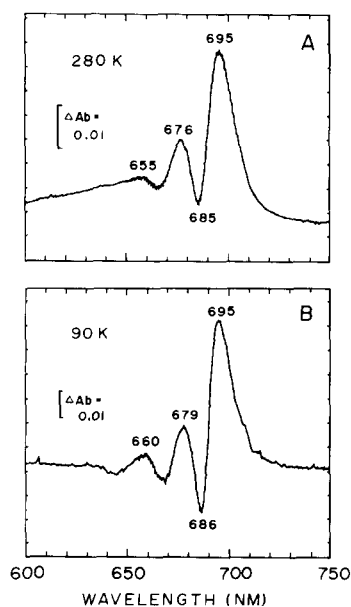 A
280 K
695
ΔAb=
0.01
676
655
685
B
90 K
695
ΔAb=
0.01
679
660
686
600 650 700 750
WAVELENGTH (NM)